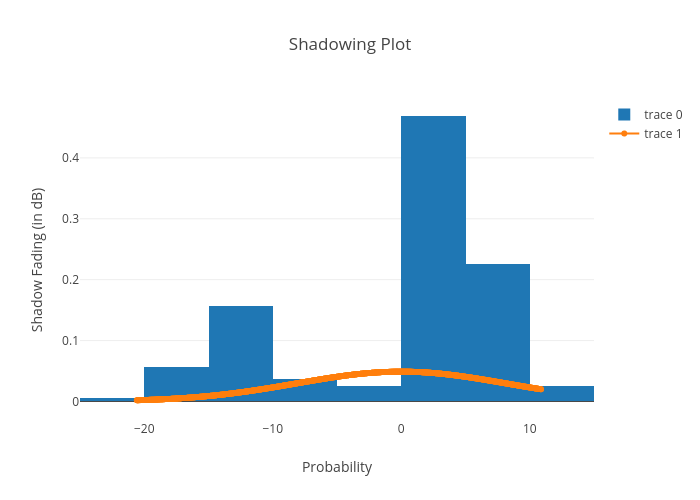 Shadowing Plot
trace 0
trace 1
Shadow Fading (in dB)
0.4
0.3
0.2
0.1
0
−20
−10
0
10
Probability